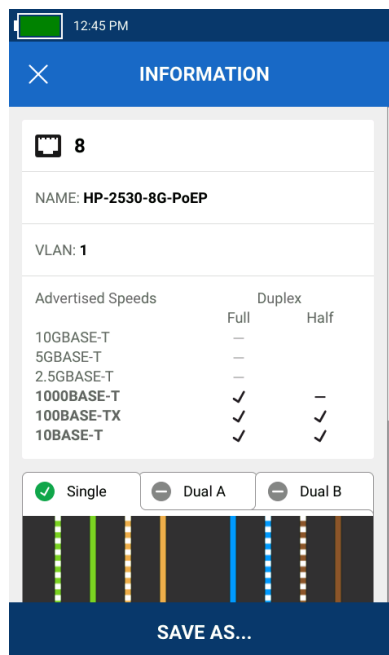 12:45 PM
INFORMATION
8
NAME: HP-2530-8G-PoEP
VLAN: 1
Advertised Speeds Duplex
Full Half
10GBASE-T —
5GBASE-T —
2.5GBASE-T —
1000BASE-T ✓ –
100BASE-TX ✓ ✓
10BASE-T ✓ ✓
Single Dual A Dual B
SAVE AS...